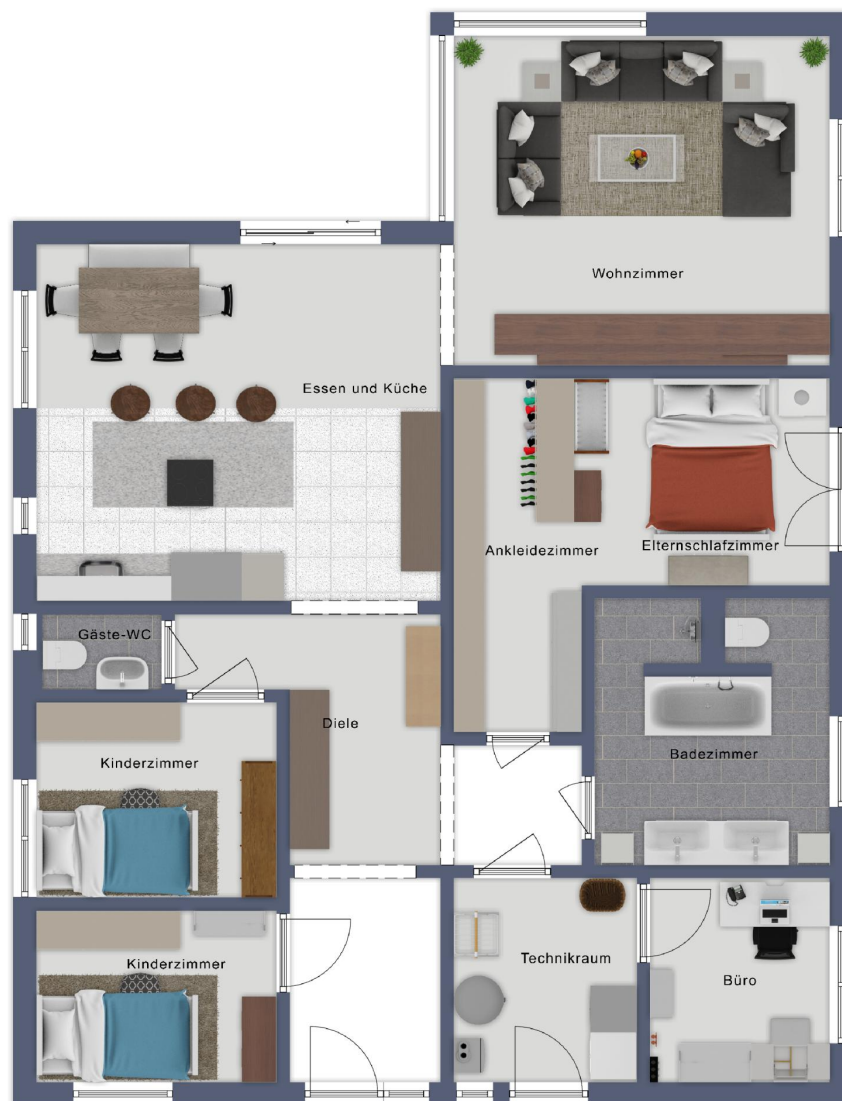 Wohnzimmer
Essen und Küche
Ankleidezimmer
Elternschlafzimmer
Gäste-WC
Diele
Badezimmer
Kinderzimmer
Kinderzimmer
Technikraum
Büro